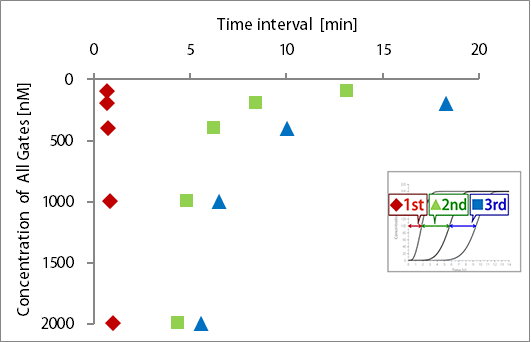 Time interval [min]
0 5 10 15 20
Concentration of All Gates [nM]
0
500
1000
1500
2000
1st 2nd 3rd